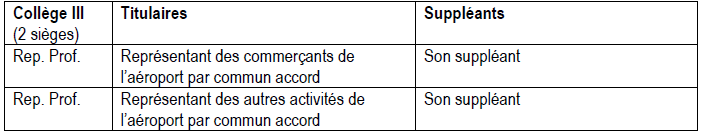 Collège III Titulaires Suppléants
(2 sièges)
Rep. Prof. Représentant des commerçants de Son suppléant
l'aéroport par commun accord
Rep. Prof. Représentant des autres activités de Son suppléant
l'aéroport par commun accord